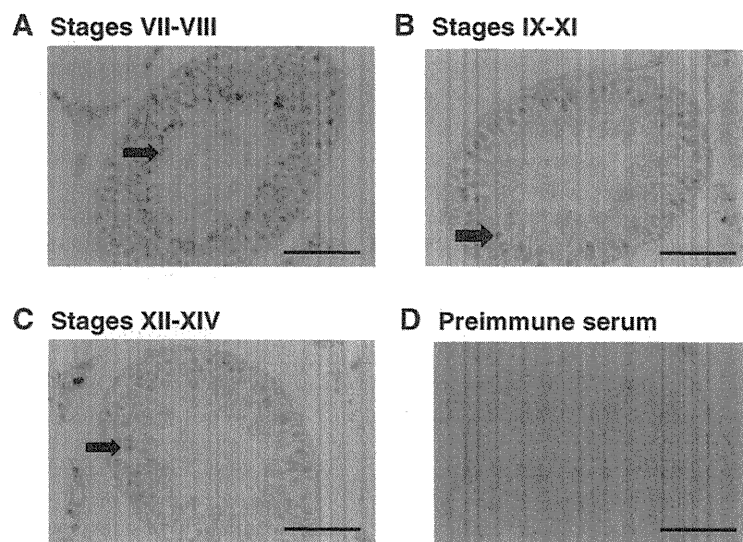 A Stages VII-VIII
B Stages IX-XI
C Stages XII-XIV
D Preimmune serum